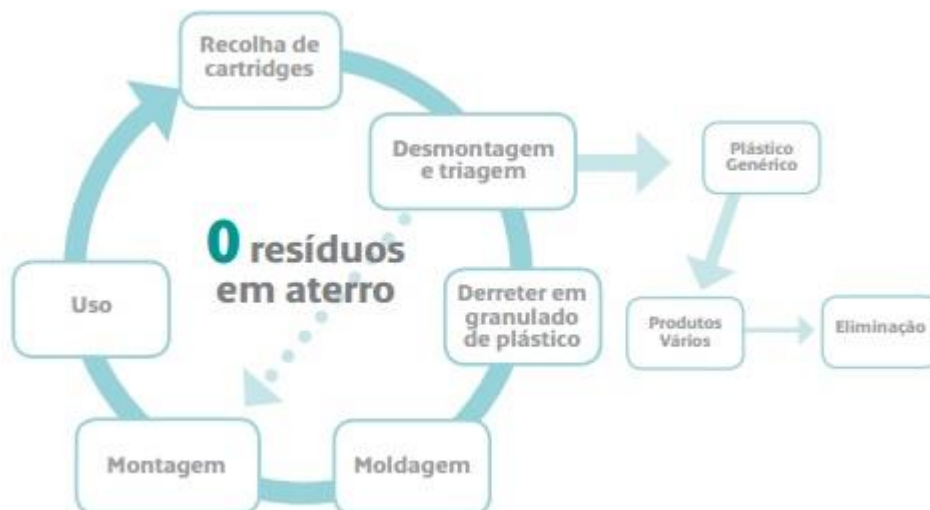 Recolha de
cartridges
Desmontagem
e triagem
Plástico
Genérico
0 resíduos
em aterro
Uso
Derreter em
granulado
de plástico
Produtos
Vários
Eliminação
Montagem
Moldagem